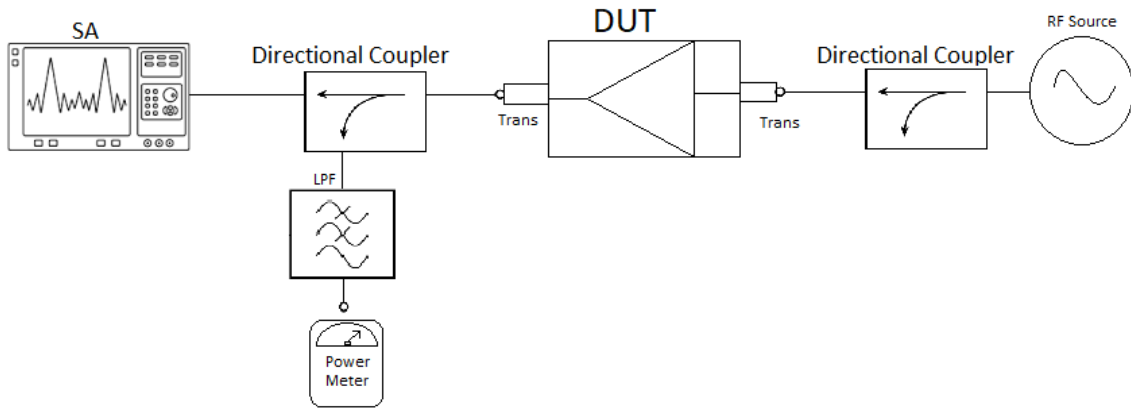 SA
Directional Coupler
DUT
Directional Coupler
RF Source
Trans
Trans
LPF
Power
Meter